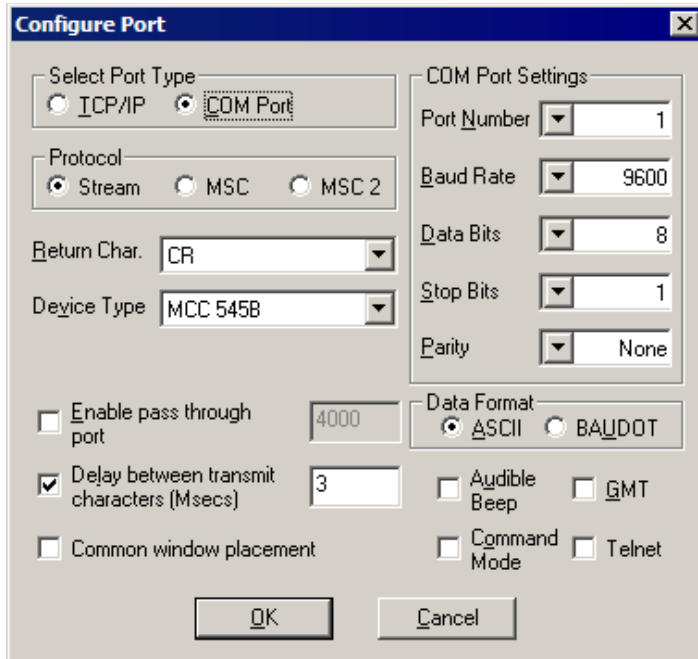 Configure Port
Select Port Type
TCP/IP COM Port
Protocol
Stream MSC MSC 2
Return Char. CR
Device Type MCC 545B
COM Port Settings
Port Number 1
Baud Rate 9600
Data Bits 8
Stop Bits 1
Parity None
Enable pass through
port
4000
Delay between transmit
characters (Msecs)
3
Common window placement
Data Format
ASCII BAUDOT
Audible
Beep
GMT
Command
Mode
Telnet
OK Cancel